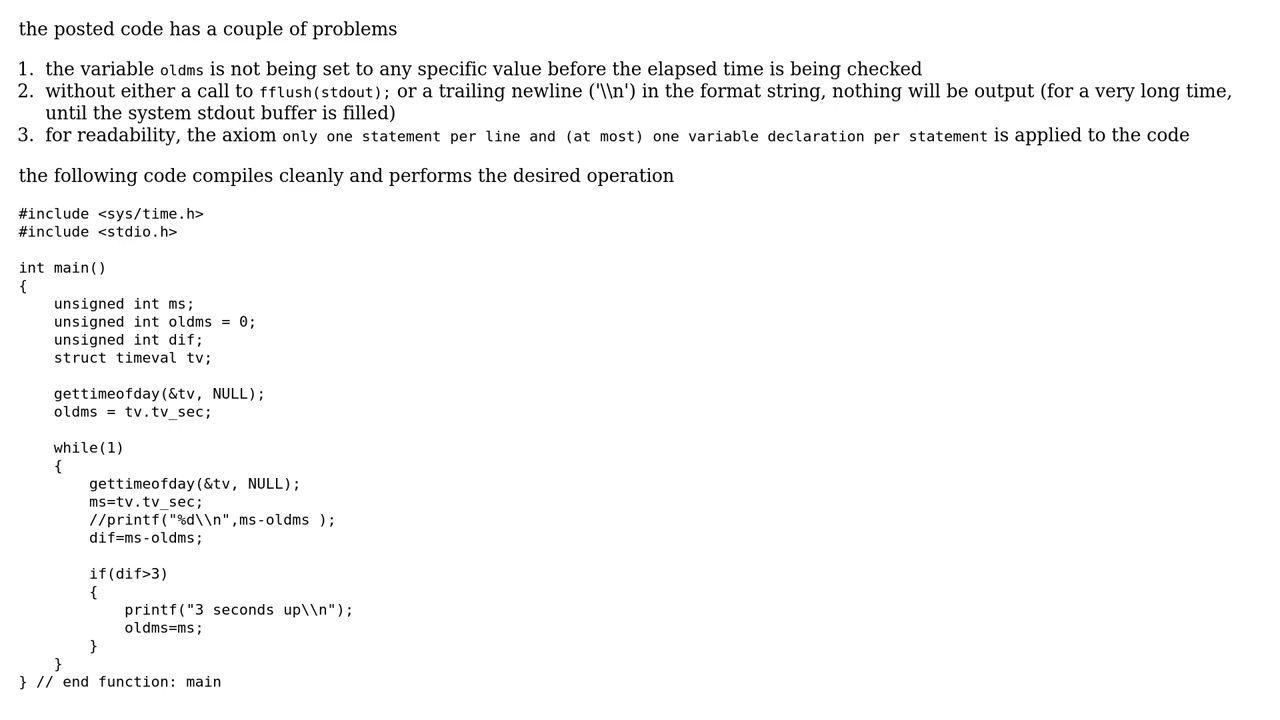 the posted code has a couple of problems
1. the variable oldms is not being set to any specific value before the elapsed time is being checked
2. without either a call to fflush(stdout); or a trailing newline ('\\n') in the format string, nothing will be output (for a very long time,
until the system stdout buffer is filled)
3. for readability, the axiom only one statement per line and (at most) one variable declaration per statement is applied to the code
the following code compiles cleanly and performs the desired operation
#include <sys/time.h>
#include <stdio.h>
int main()
{
    unsigned int ms;
    unsigned int oldms = 0;
    unsigned int dif;
    struct timeval tv;
    gettimeofday(&tv, NULL);
    oldms = tv.tv_sec;
    while(1)
    {
        gettimeofday(&tv, NULL);
        ms=tv.tv_sec;
        //printf("%d\\n",ms-oldms );
        dif=ms-oldms;
        if(dif>3)
        {
            printf("3 seconds up\\n");
            oldms=ms;
        }
    }
} // end function: main